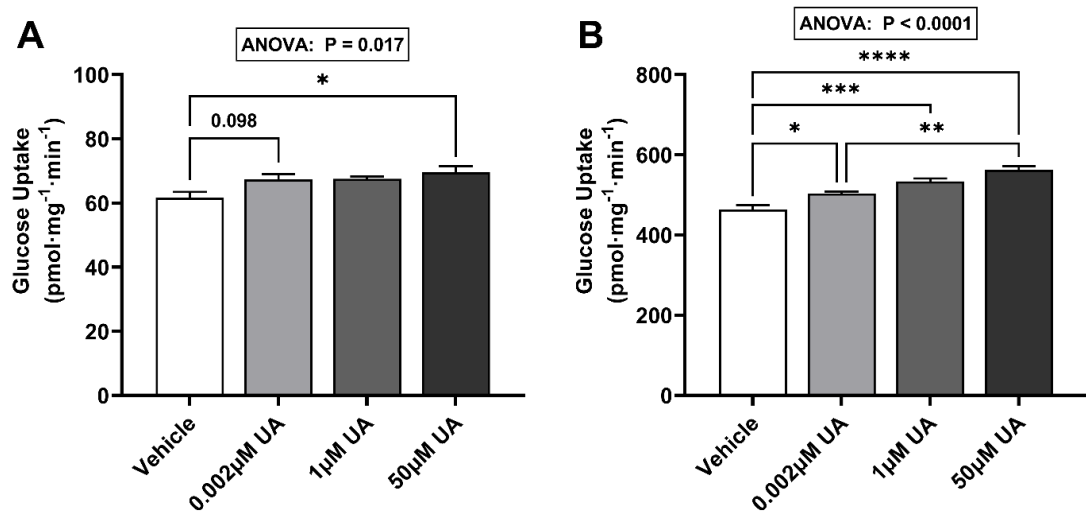 A
ANOVA: P = 0.017
*
0.098
Glucose Uptake
(pmol·mg⁻¹·min⁻¹)
100
80
60
40
20
0
Vehicle
0.002µM UA
1µM UA
50µM UA
B
ANOVA: P < 0.0001
****
***
*
**
Glucose Uptake
(pmol·mg⁻¹·min⁻¹)
800
600
400
200
0
Vehicle
0.002µM UA
1µM UA
50µM UA